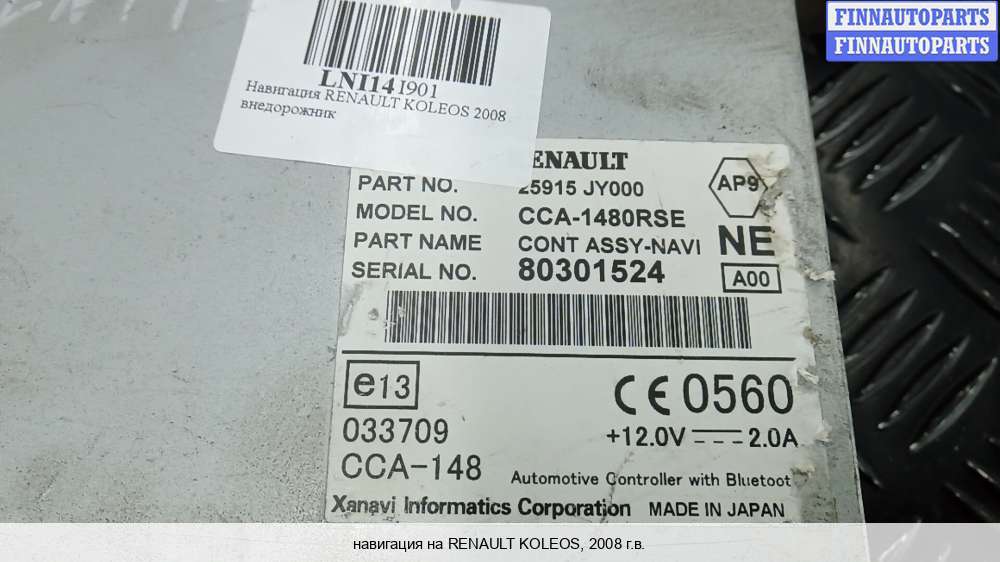 FINNAUTOPARTS
FINNAUTOPARTS
LNI14I901
Навигация RENAULT KOLEOS 2008
внедорожник
RENAULT
PART NO. 25915 JY000
AP9
MODEL NO. CCA-1480RSE
PART NAME CONT ASSY-NAVI
NE
SERIAL NO. 80301524
A00
e13
CE0560
033709
+12.0V 2.0A
CCA-148
Automotive Controller with Bluetoot
Xanavi Informatics Corporation MADE IN JAPAN
навигация на RENAULT KOLEOS, 2008 г.в.